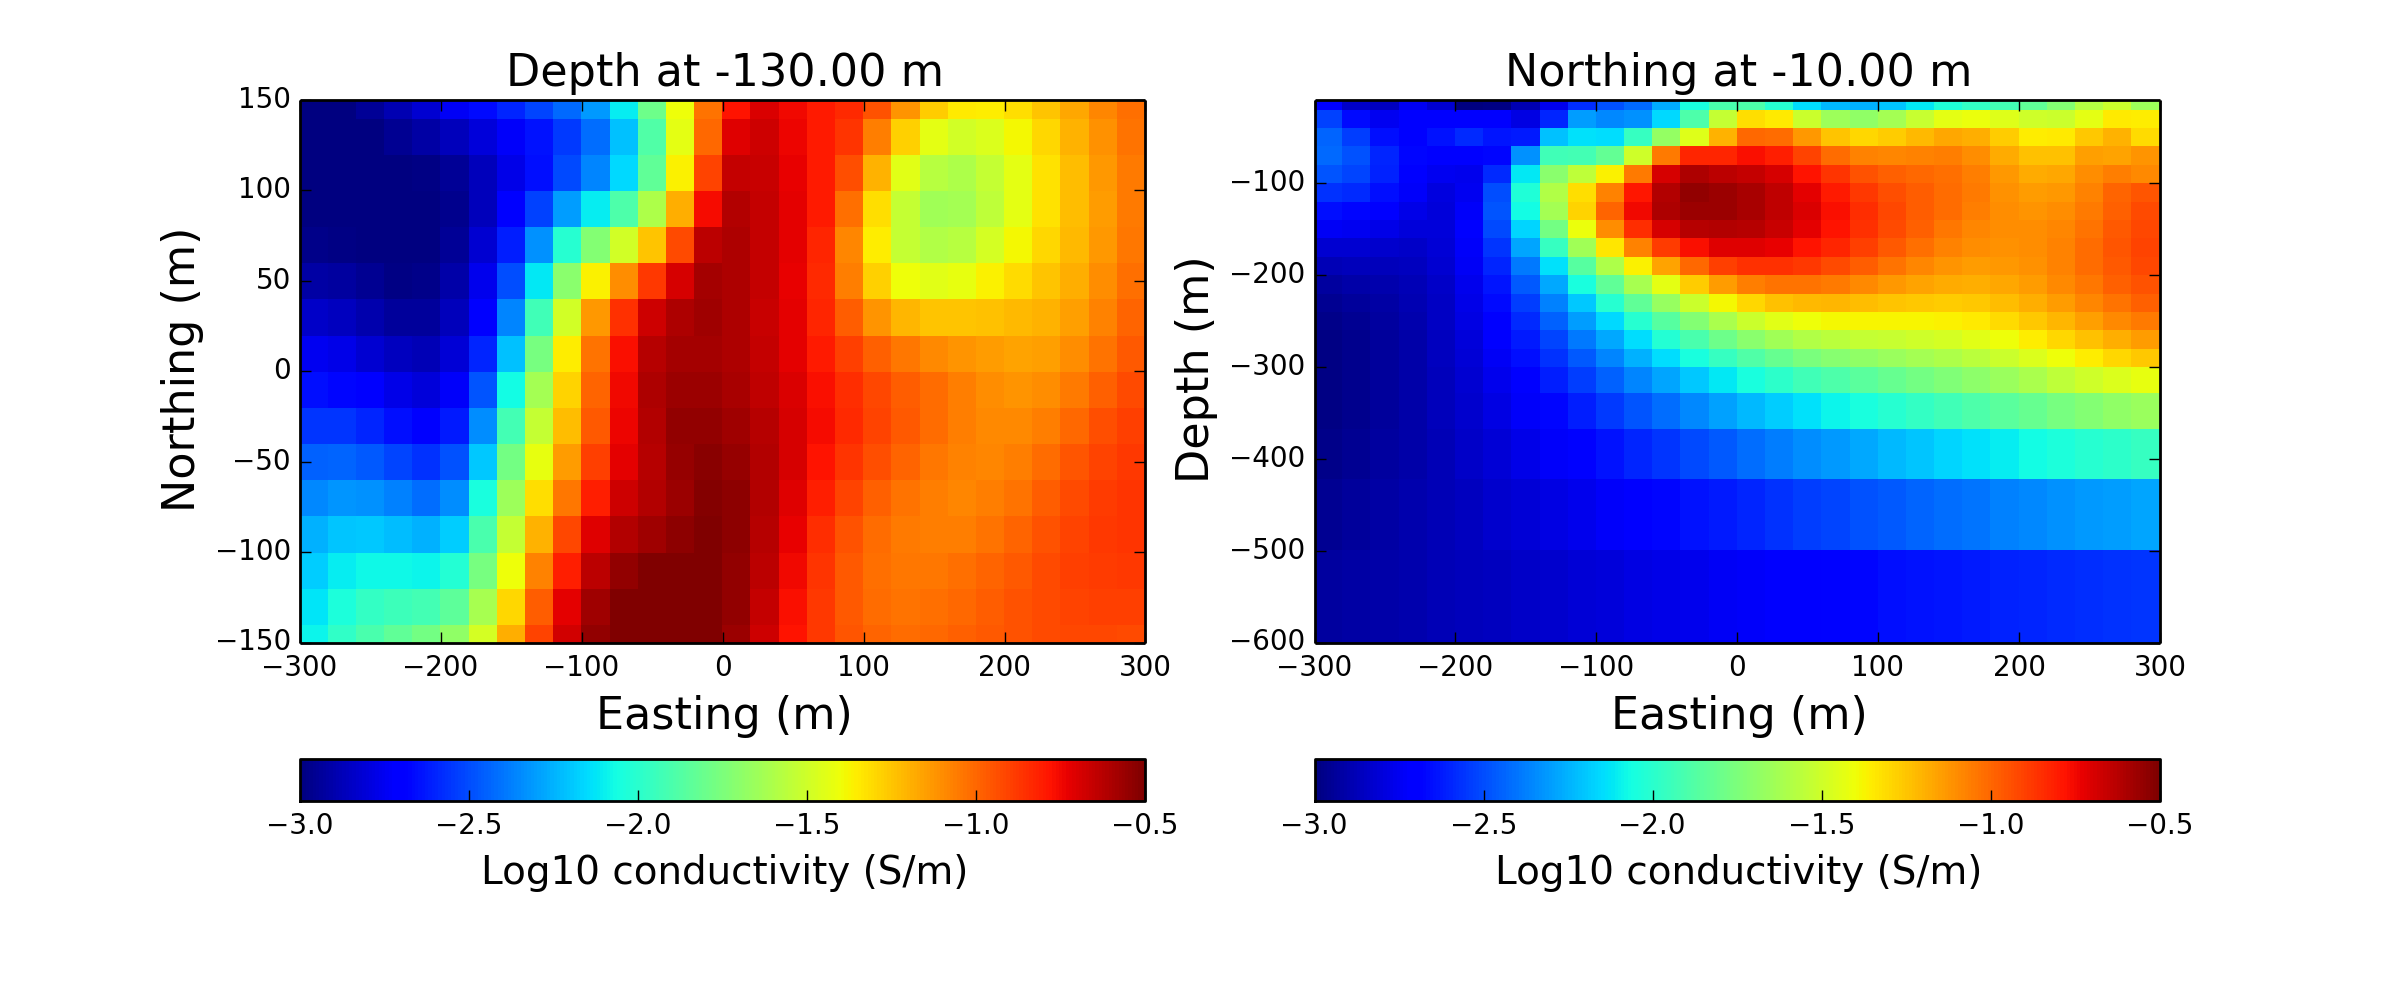 Depth at -130.00 m
150
100
50
0
−50
−100
−150
Northing (m)
−300 −200 −100 0 100 200 300
Easting (m)
−3.0 −2.5 −2.0 −1.5 −1.0 −0.5
Log10 conductivity (S/m)
Northing at -10.00 m
−100
−200
−300
−400
−500
−600
Depth (m)
−300 −200 −100 0 100 200 300
Easting (m)
−3.0 −2.5 −2.0 −1.5 −1.0 −0.5
Log10 conductivity (S/m)